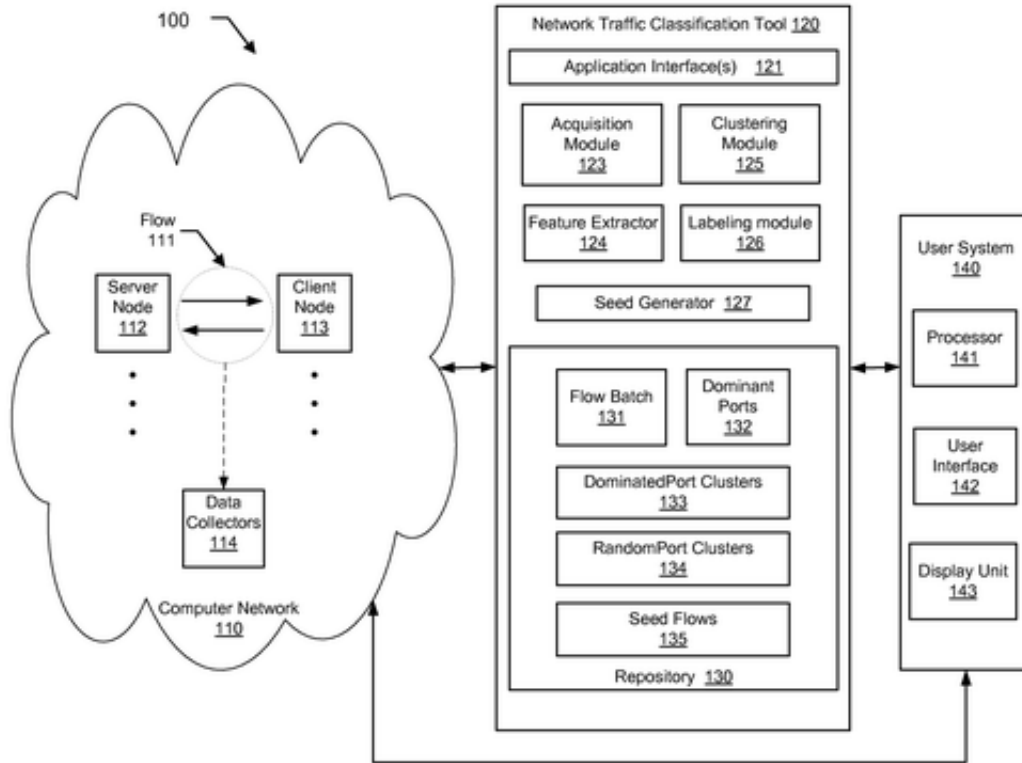 100
Network Traffic Classification Tool 120
Application Interface(s) 121
Acquisition
Module
123
Clustering
Module
125
Feature Extractor
124
Labeling module
126
Seed Generator 127
Flow
111
Server
Node
112
Client
Node
113
Data
Collectors
114
Computer Network
110
Flow Batch
131
Dominant
Ports
132
DominatedPort Clusters
133
RandomPort Clusters
134
Seed Flows
135
Repository 130
User System
140
Processor
141
User
Interface
142
Display Unit
143